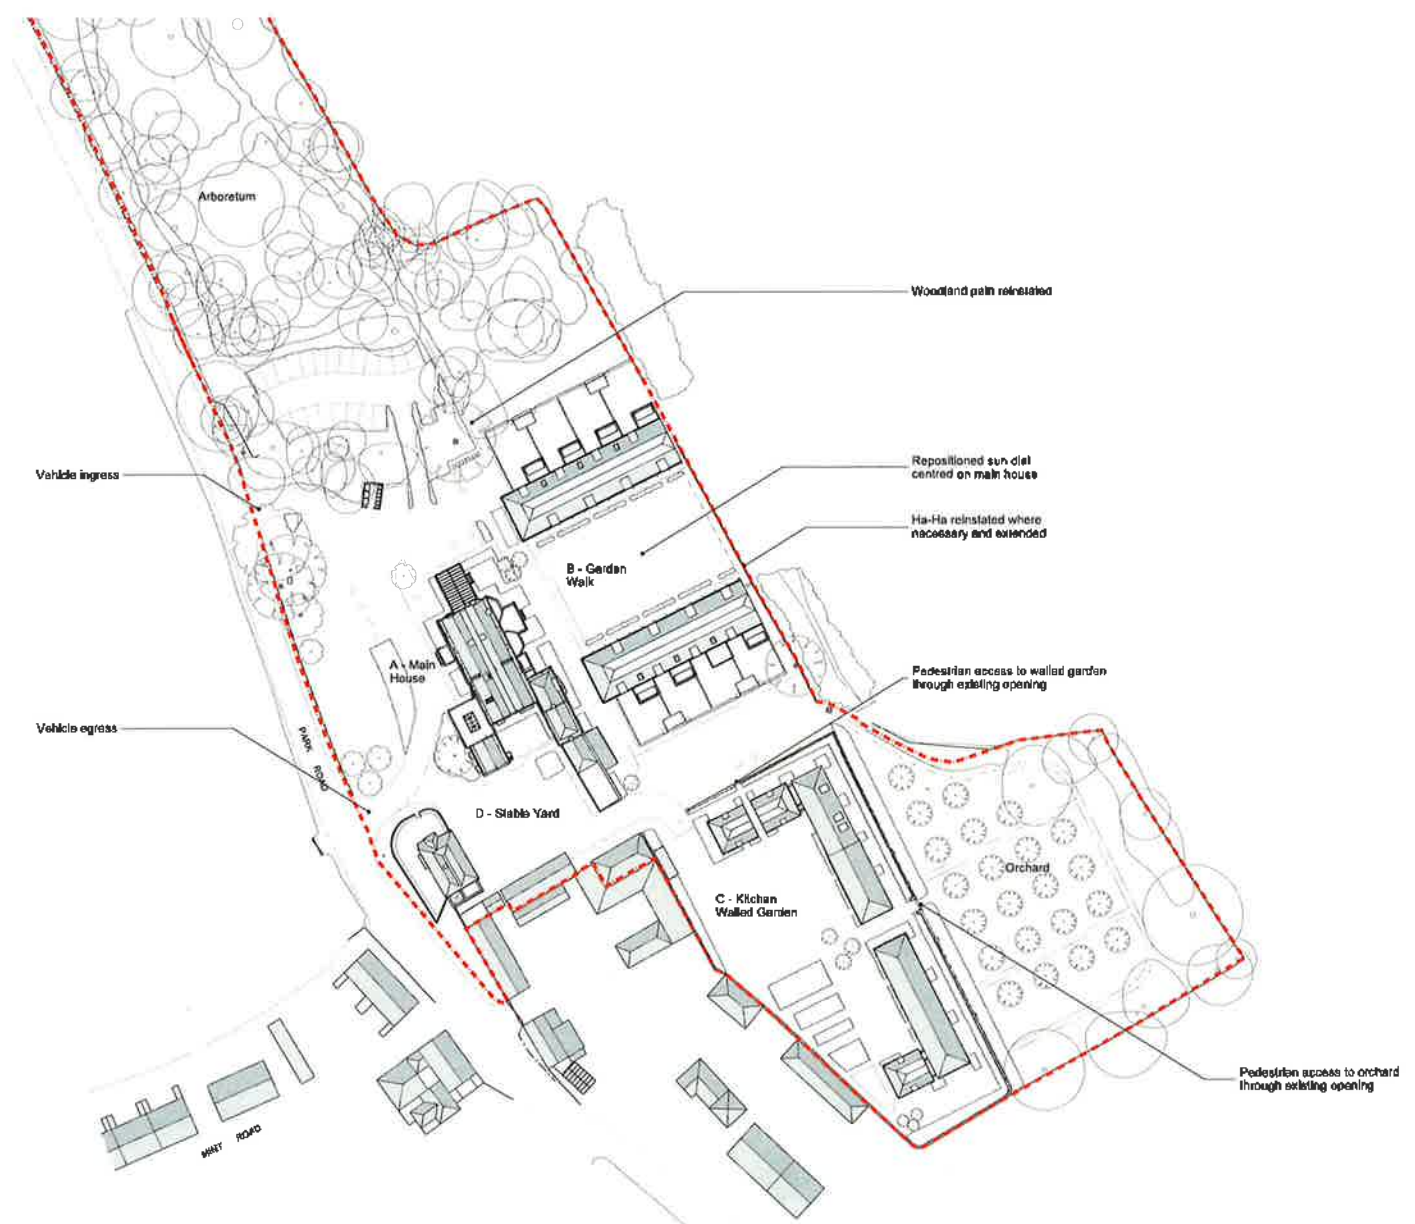 Arboretum
Woodland path reinstated
Vehicle ingress
Repositioned sun dial
centred on main house
Ha-Ha reinstated where
necessary and extended
B - Garden
Walk
A - Main
House
Pedestrian access to walled garden
through existing opening
Vehicle egress
PARK ROAD
D - Stable Yard
Orchard
C - Kitchen
Walled Garden
Pedestrian access to orchard
through existing opening
MINT ROAD